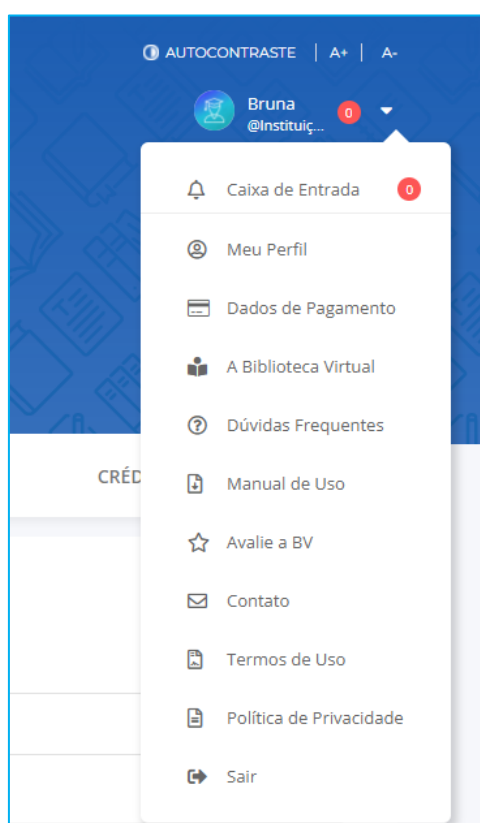 AUTOCONTRASTE | A+ | A-
Bruna
@Instituiç...
0
Caixa de Entrada 0
Meu Perfil
Dados de Pagamento
A Biblioteca Virtual
Dúvidas Frequentes
CRÉD
Manual de Uso
Avalie a BV
Contato
Termos de Uso
Política de Privacidade
Sair